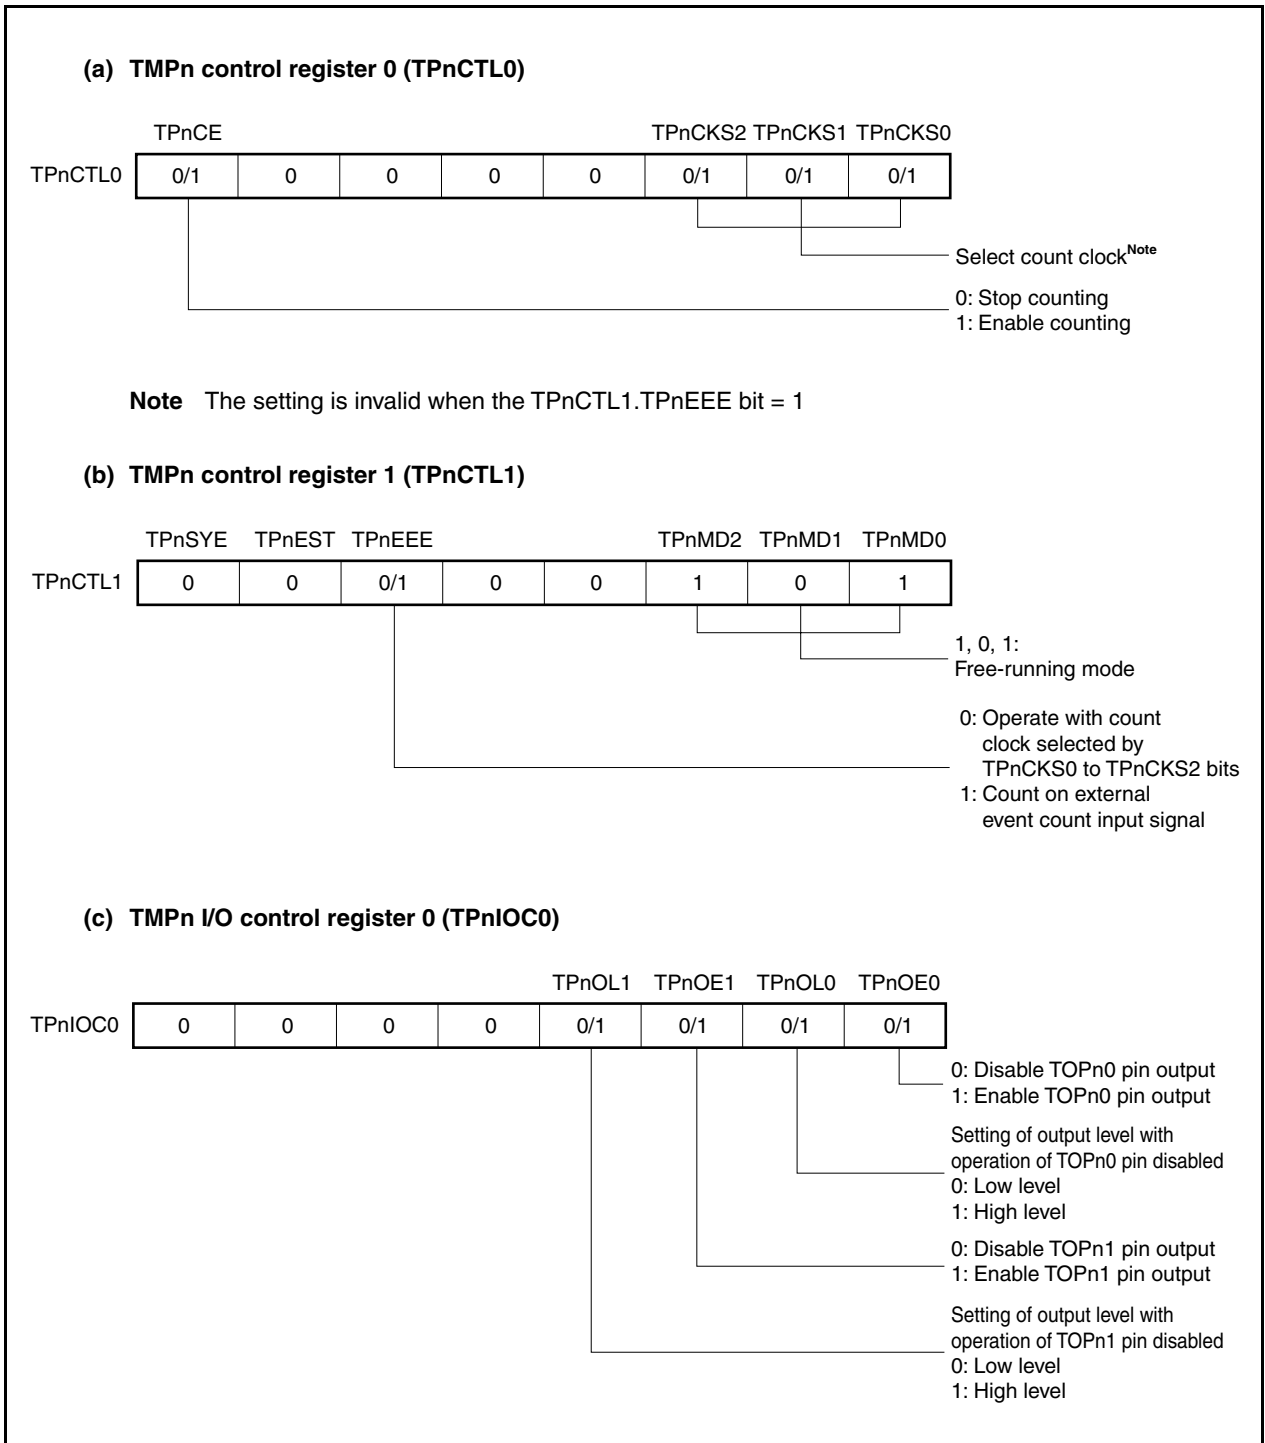 (a) TMPn control register 0 (TPnCTL0)
TPnCE TPnCKS2 TPnCKS1 TPnCKS0
TPnCTL0 0/1 0 0 0 0 0/1 0/1 0/1
Select count clockNote
0: Stop counting
1: Enable counting
Note The setting is invalid when the TPnCTL1.TPnEEE bit = 1
(b) TMPn control register 1 (TPnCTL1)
TPnSYE TPnEST TPnEEE TPnMD2 TPnMD1 TPnMD0
TPnCTL1 0 0 0/1 0 0 1 0 1
1, 0, 1:
Free-running mode
0: Operate with count
clock selected by
TPnCKS0 to TPnCKS2 bits
1: Count on external
event count input signal
(c) TMPn I/O control register 0 (TPnIOC0)
TPnOL1 TPnOE1 TPnOL0 TPnOE0
TPnIOC0 0 0 0 0 0/1 0/1 0/1 0/1
0: Disable TOPn0 pin output
1: Enable TOPn0 pin output
Setting of output level with
operation of TOPn0 pin disabled
0: Low level
1: High level
0: Disable TOPn1 pin output
1: Enable TOPn1 pin output
Setting of output level with
operation of TOPn1 pin disabled
0: Low level
1: High level